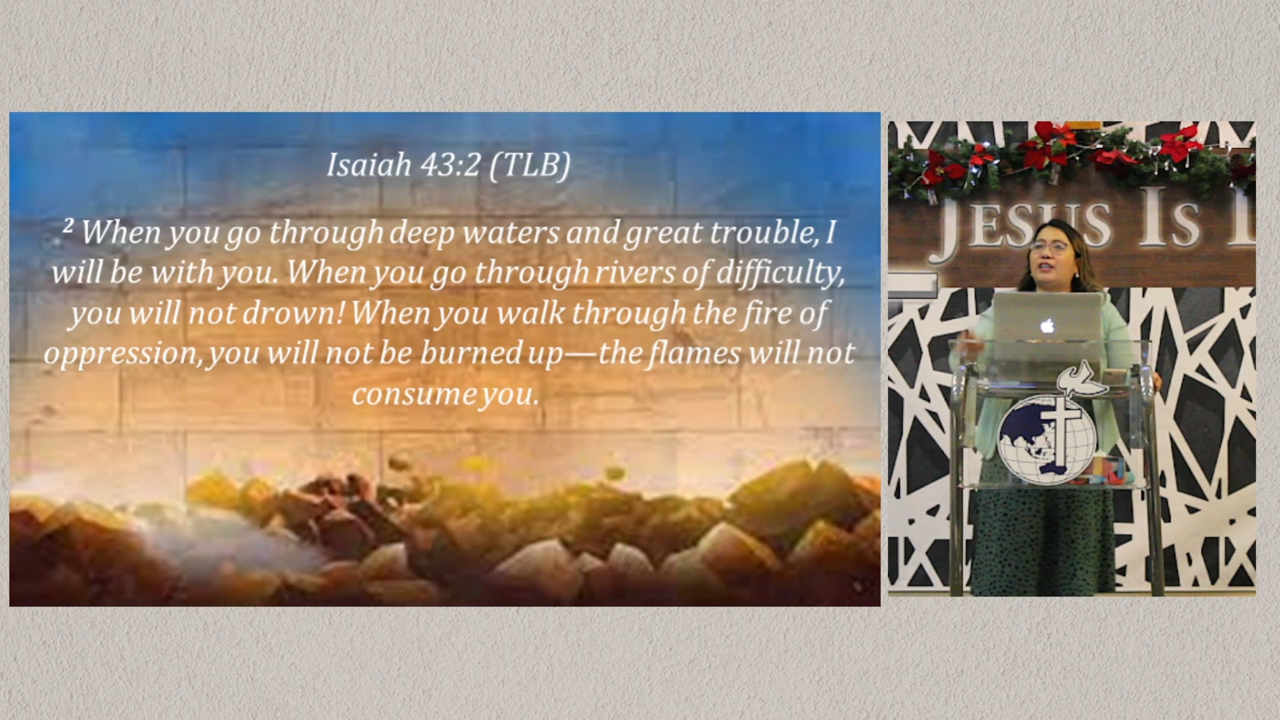 Isaiah 43:2 (TLB)
² When you go through deep waters and great trouble, I
will be with you. When you go through rivers of difficulty,
you will not drown! When you walk through the fire of
oppression, you will not be burned up—the flames will not
consume you.
JESUS IS L